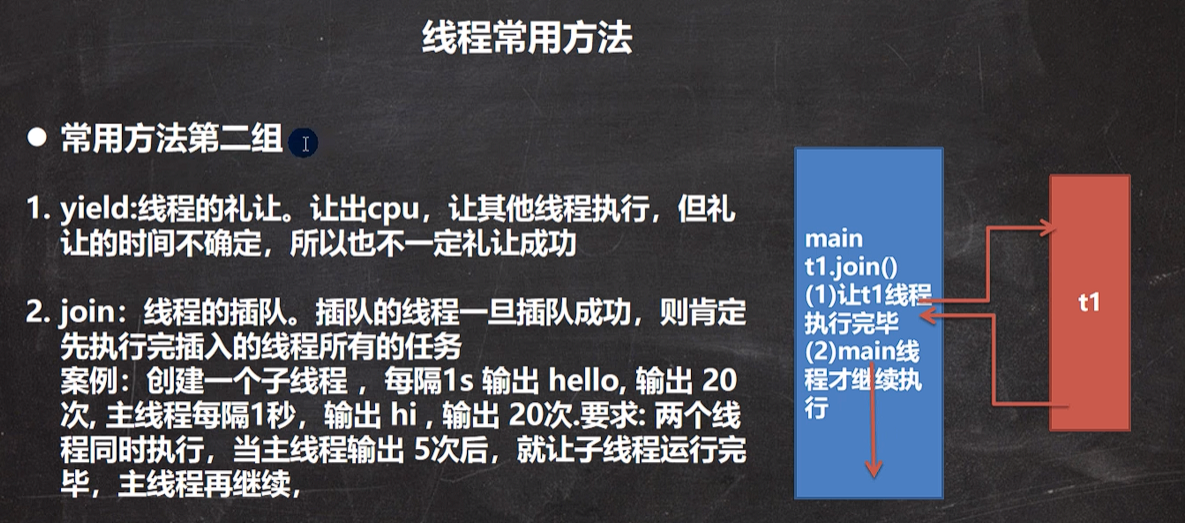 线程常用方法
● 常用方法第二组
1. yield:线程的礼让。让出cpu，让其他线程执行，但礼
让的时间不确定，所以也不一定礼让成功
2. join：线程的插队。插队的线程一旦插队成功，则肯定
先执行完插入的线程所有的任务
案例：创建一个子线程 ，每隔1s 输出 hello, 输出 20
次, 主线程每隔1秒，输出 hi , 输出 20次.要求: 两个线
程同时执行，当主线程输出 5次后，就让子线程运行完
毕，主线程再继续，
main
t1.join()
(1)让t1线程
执行完毕
(2)main线
程才继续执
行
t1